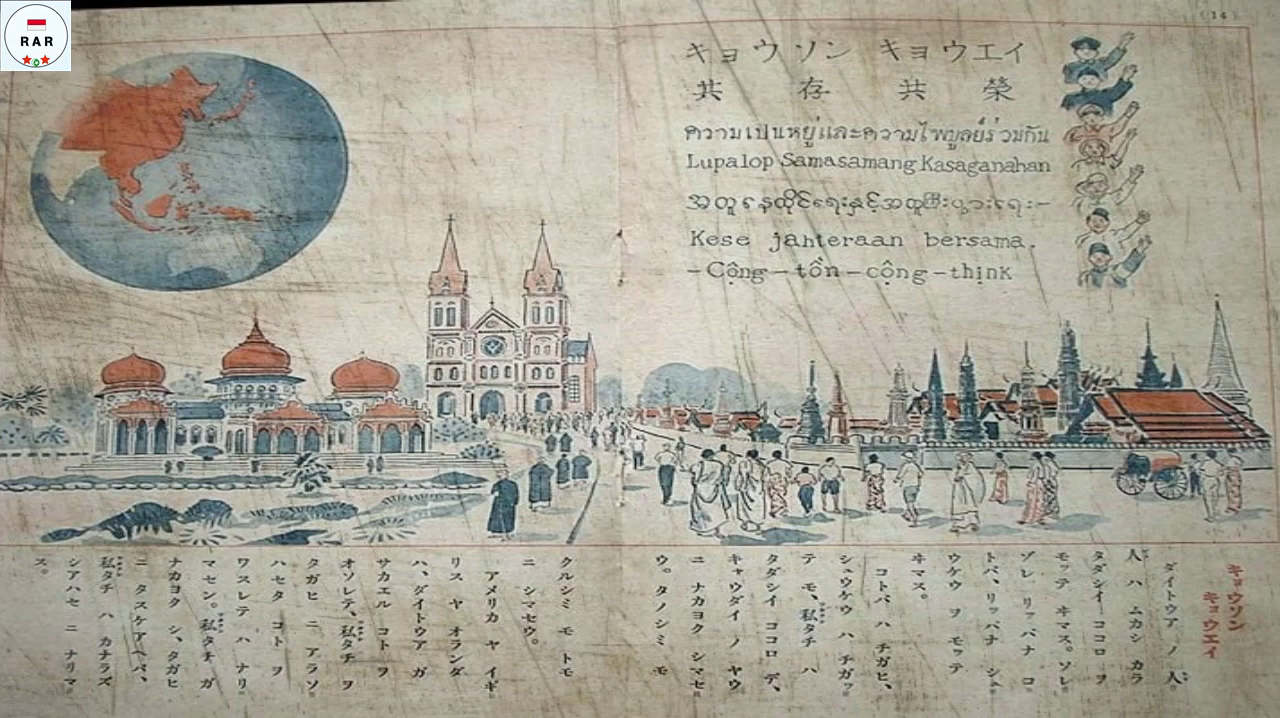 RAR
(14)
キョウソン キョウエイ
共 存 共 榮
ความเป็นหยู่และความไพบูลย์ร่วมกัน
Lupalop Samasamang Kasaganahan
Kese jahteraan bersama.
-Cộng-tồn-cộng-thịnk
キョウソン
キョウエイ
ダイトウア ノ 人=
人 ハ ムカシ カラ
タダシイ ココロ ヲ
モッテ ヰマス。ソレ=
ゾレ リッパナ コ=
トバ、リッパナ シュ=
ウケウ ヲ モッテ
ヰマス。
コトバ ハ チガヒ、
シュウケウ ハ チガッ=
テ モ、私タチ ハ
タダシイ ココロ デ、
キャウダイ ノ ヤウ
ニ ナカヨク シマセ=
ウ。タノシミ モ
クルシミ モ トモ
ニ シマセウ。
アメリカ ヤ イギ=
リス ヤ オランダ
ハ、ダイトウア ガ
サカエル コト ヲ
オソレテ、私タチ ヲ
タガヒ ニ アラソ=
ハセタ コト ヲ
ワスレテ ハ ナリ=
マセン。私タチ ガ
ナカヨク シ、タガヒ
ニ タスケアヘバ、
私タチ ハ カナラズ
シアハセ ニ ナリマ=
ス。